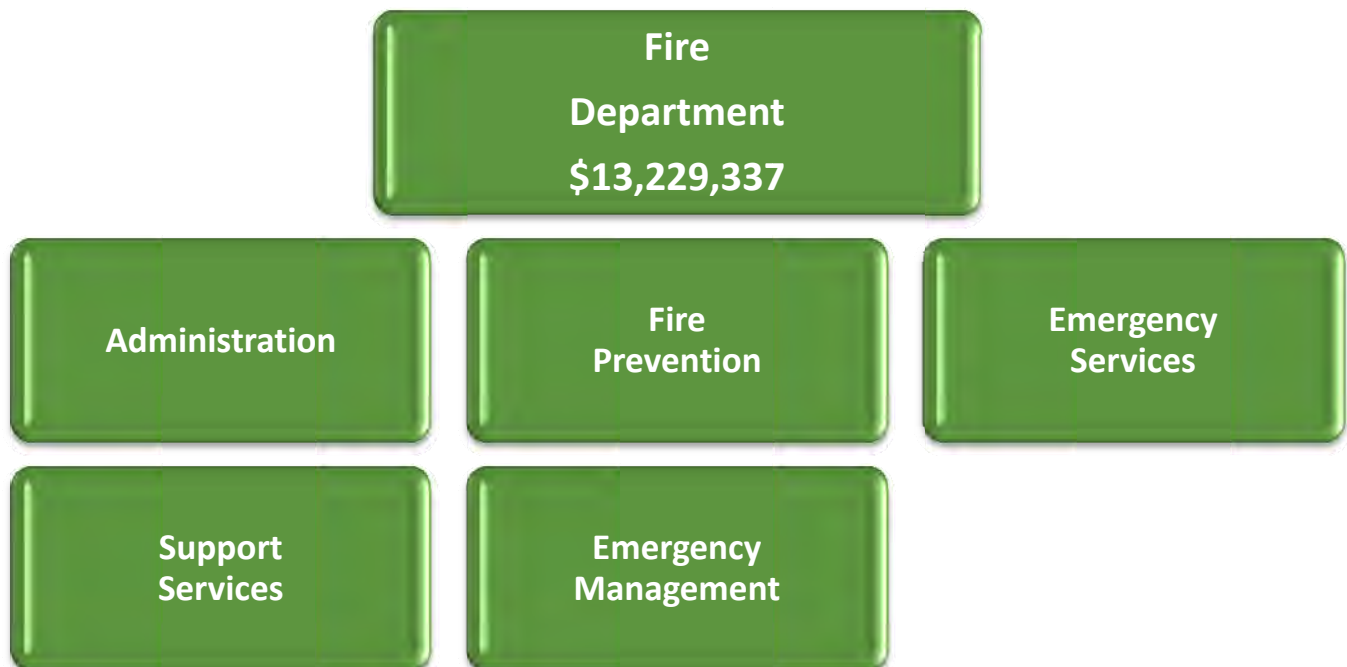 Fire
Department
$13,229,337
Administration
Fire
Prevention
Emergency
Services
Support
Services
Emergency
Management